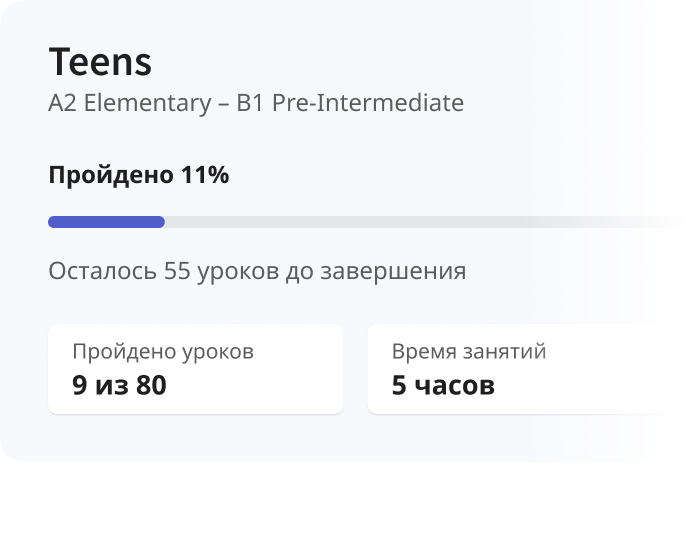 Teens
A2 Elementary – B1 Pre-Intermediate
Пройдено 11%
Осталось 55 уроков до завершения
Пройдено уроков
9 из 80
Время занятий
5 часов